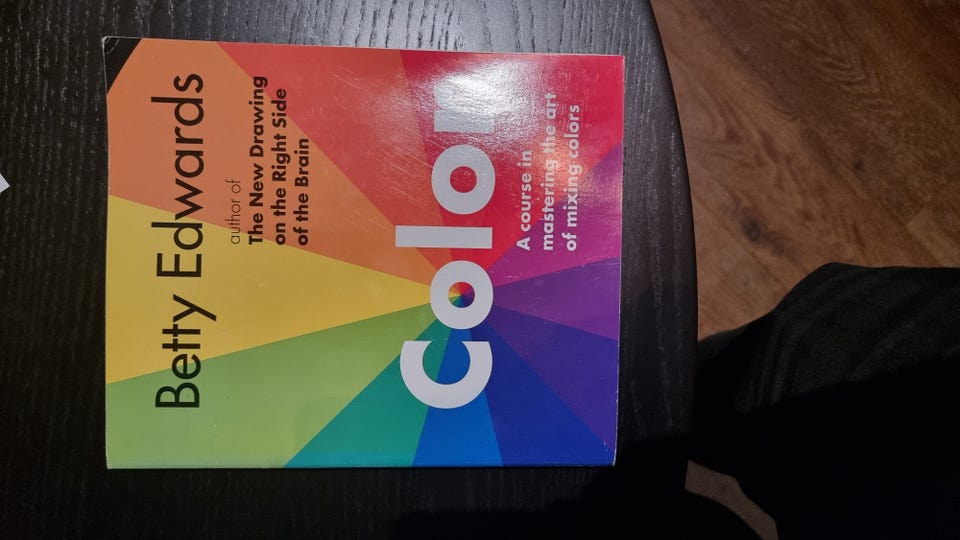 Betty Edwards
author of
The New Drawing
on the Right Side
of the Brain
Color
A course in
mastering the art
of mixing colors